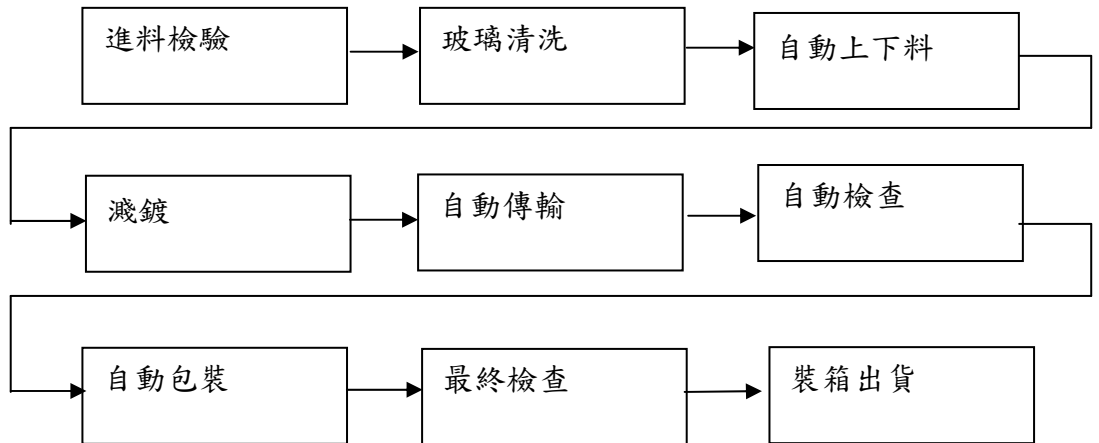 進料檢驗
玻璃清洗
自動上下料
濺鍍
自動傳輸
自動檢查
自動包裝
最終檢查
裝箱出貨